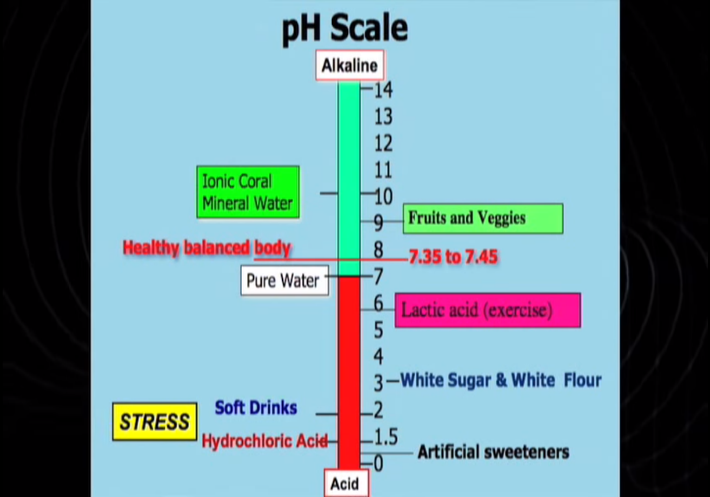 pH Scale
Alkaline
14
13
12
11
Ionic Coral
Mineral Water
10
9
Fruits and Veggies
Healthy balanced body
8
7.35 to 7.45
Pure Water
7
6
Lactic acid (exercise)
5
4
3
White Sugar & White Flour
Soft Drinks
2
STRESS
Hydrochloric Acid
1.5
Artificial sweeteners
0
Acid